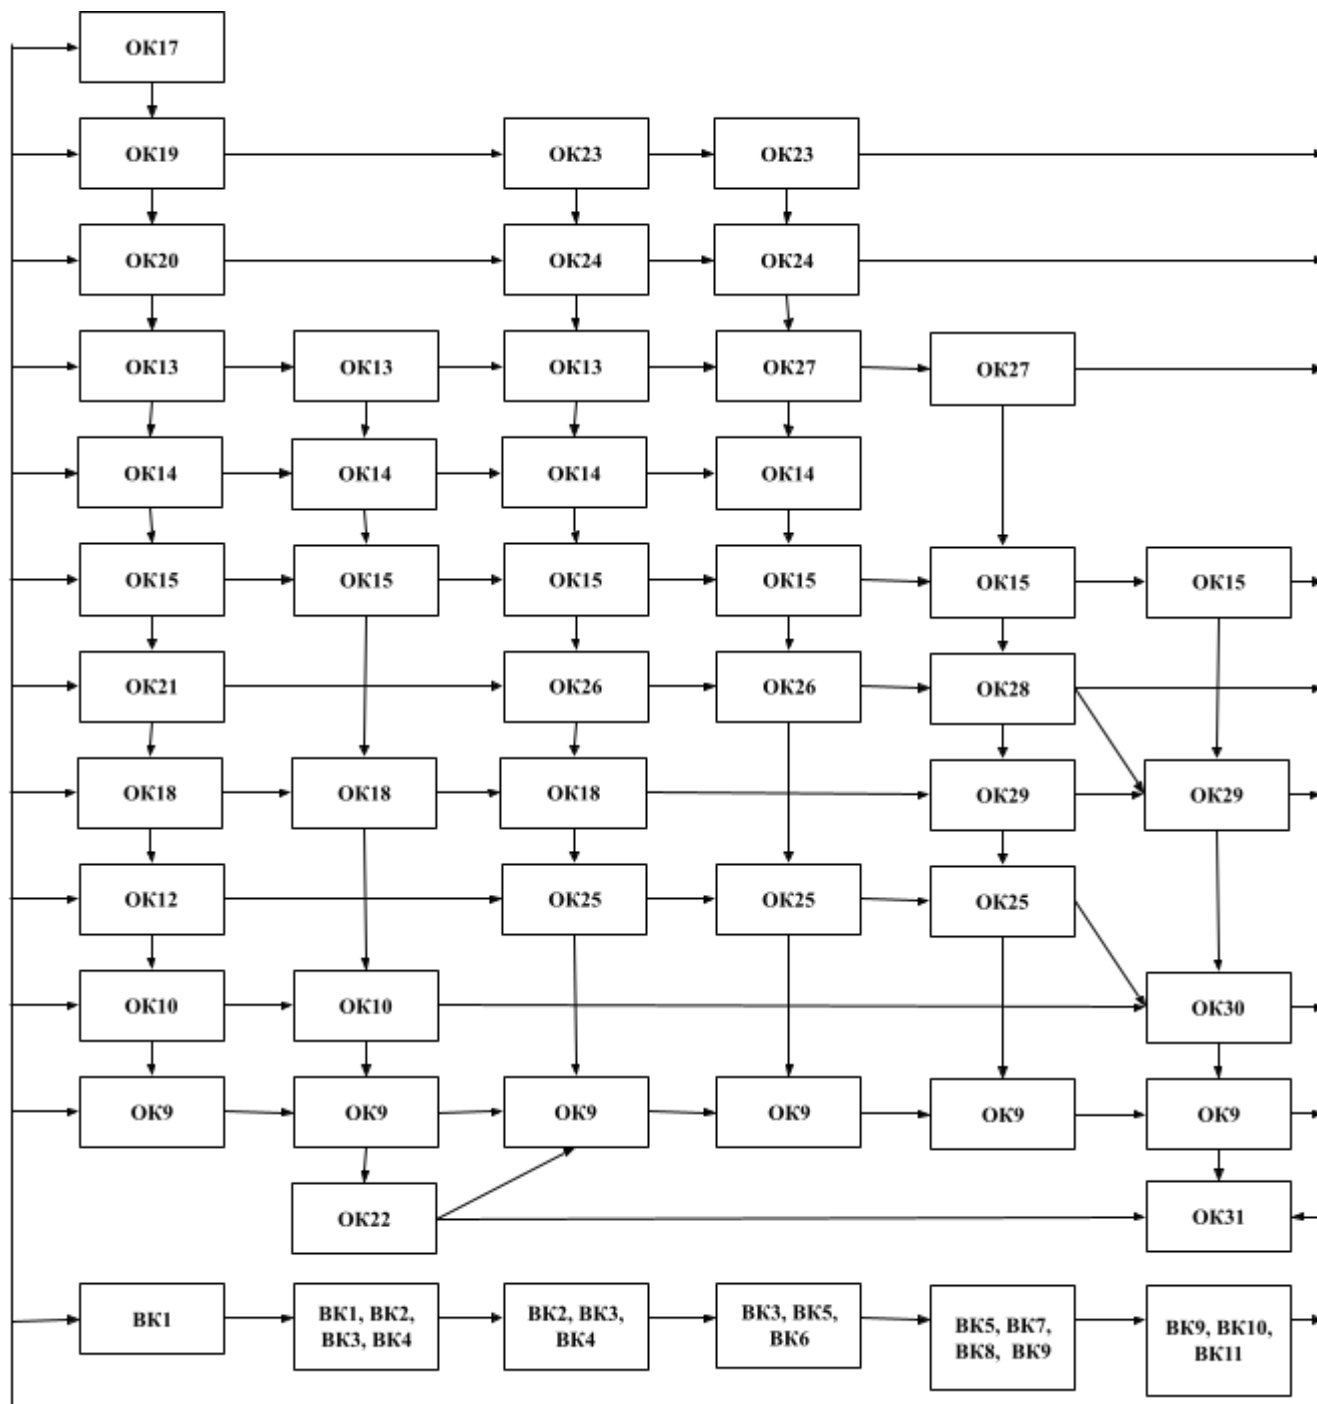 ОК17
ОК19
ОК23
ОК23
ОК20
ОК24
ОК24
ОК13
ОК13
ОК13
ОК27
ОК27
ОК14
ОК14
ОК14
ОК14
ОК15
ОК15
ОК15
ОК15
ОК15
ОК15
ОК21
ОК26
ОК26
ОК28
ОК18
ОК18
ОК18
ОК29
ОК29
ОК12
ОК25
ОК25
ОК25
ОК10
ОК10
ОК30
ОК9
ОК9
ОК9
ОК9
ОК9
ОК9
ОК22
ОК31
ВК1
ВК1, ВК2,
ВК3, ВК4
ВК2, ВК3,
ВК4
ВК3, ВК5,
ВК6
ВК5, ВК7,
ВК8, ВК9
ВК9, ВК10,
ВК11